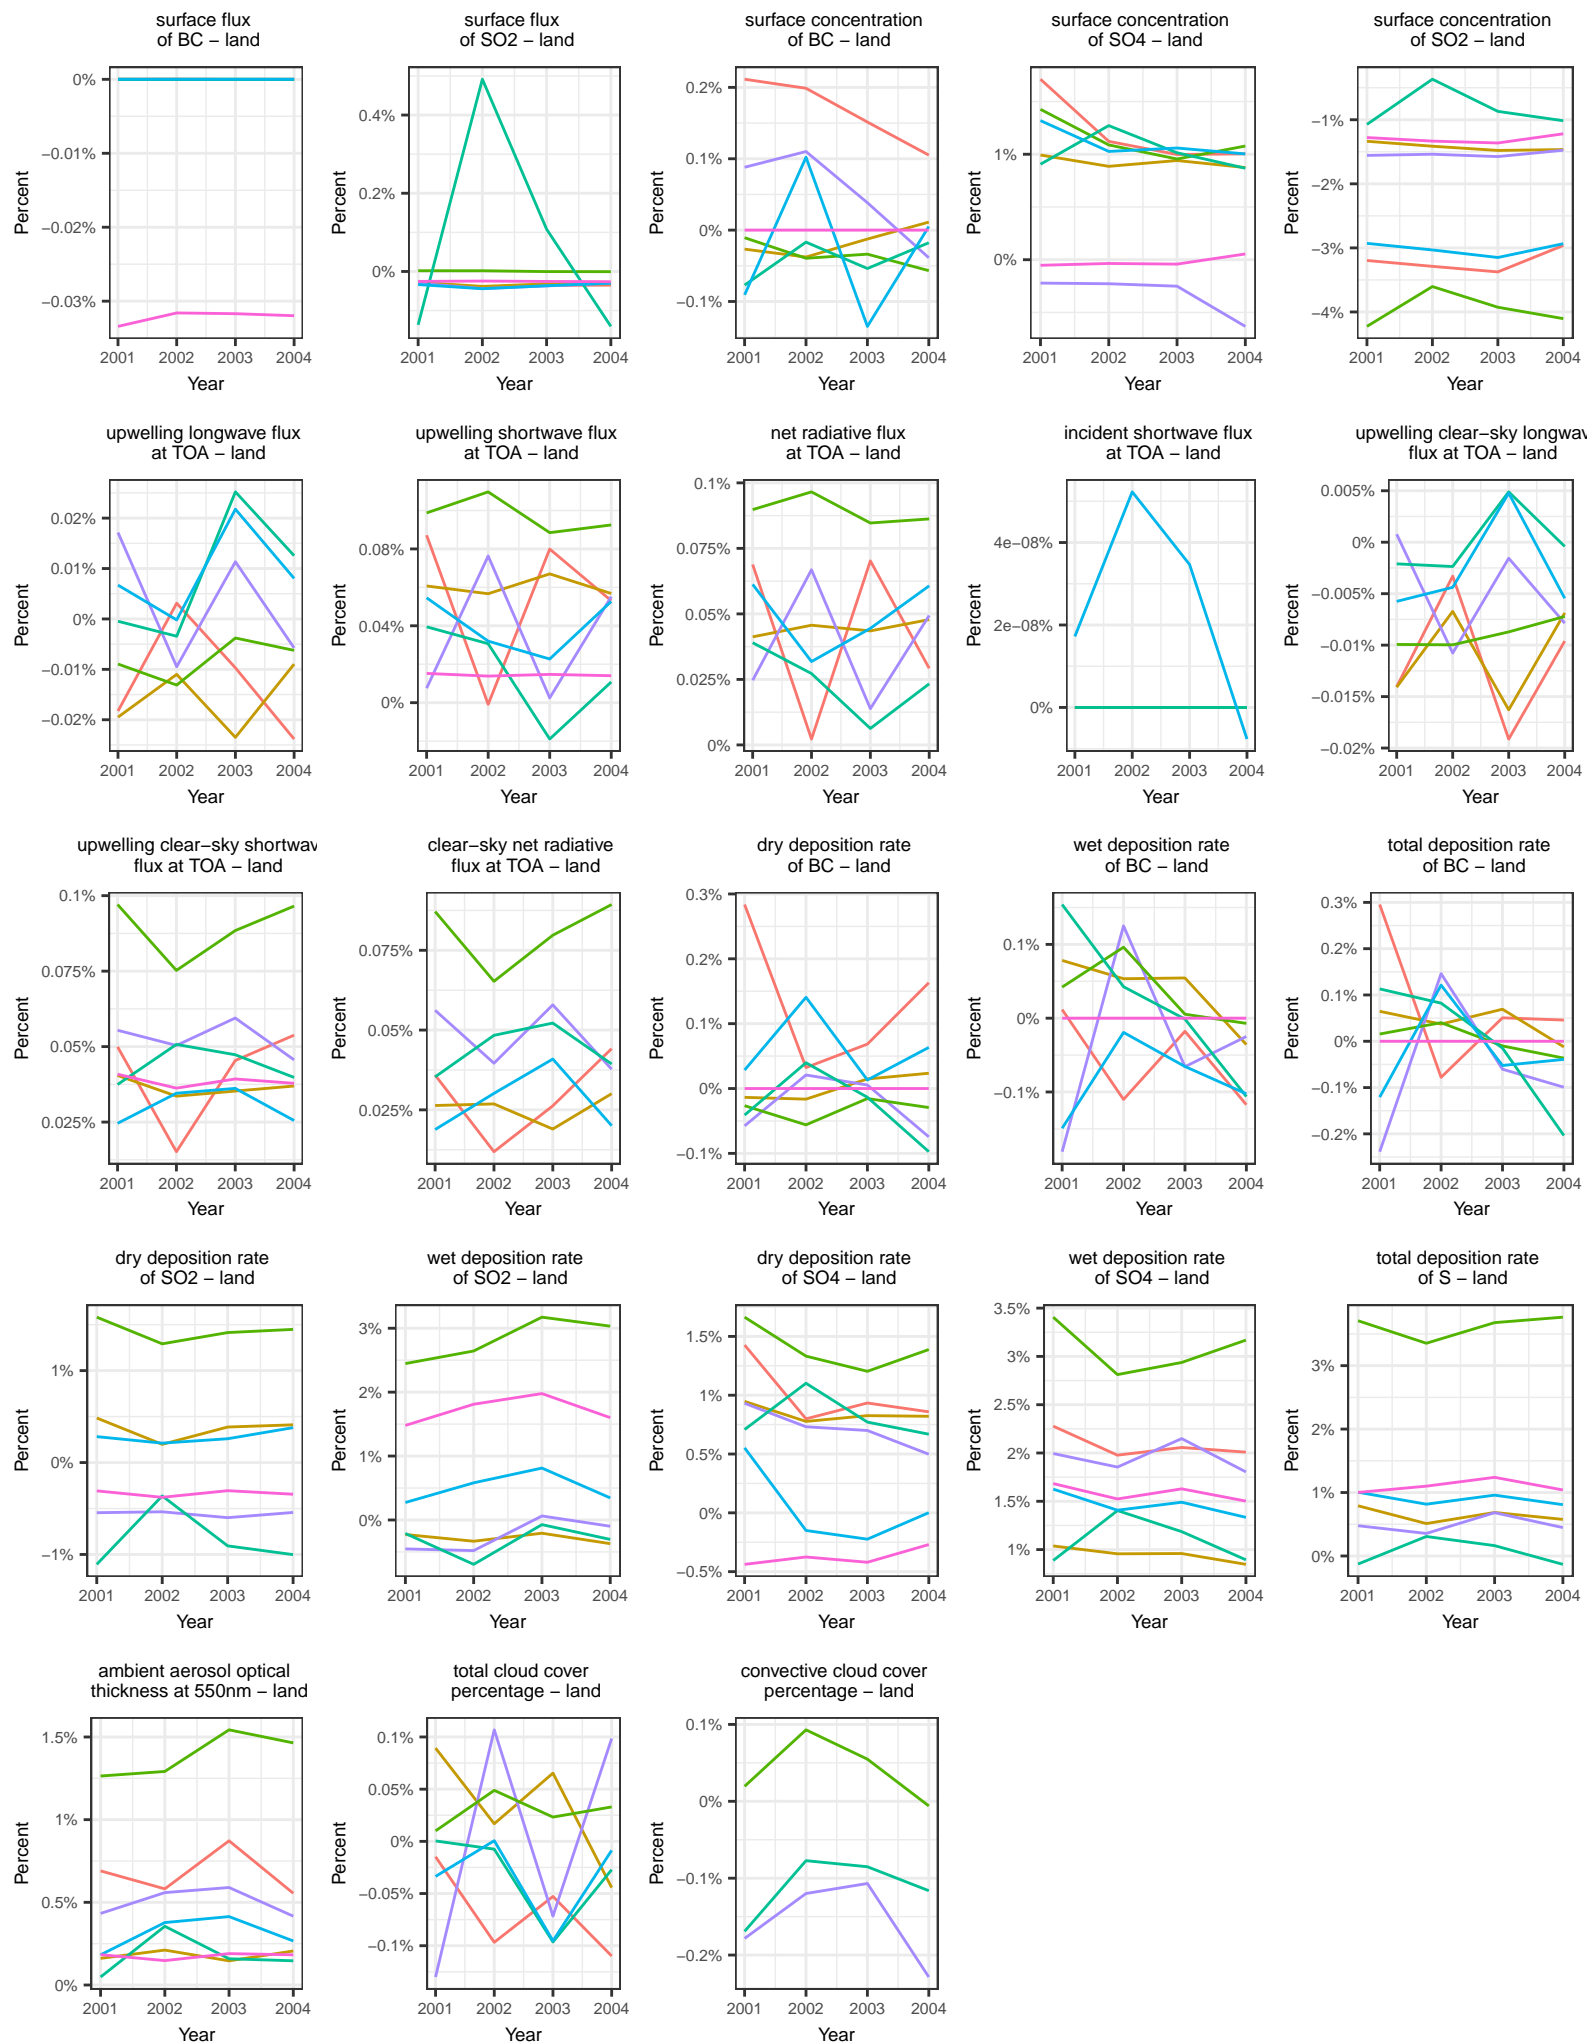 surface flux
of BC – land
surface flux
of SO2 – land
surface concentration
of BC – land
surface concentration
of SO4 – land
surface concentration
of SO2 – land
0%
−0.01%
−0.02%
−0.03%
Percent
2001 2002 2003 2004
Year
0.4%
0.2%
0%
Percent
2001 2002 2003 2004
Year
0.2%
0.1%
0%
−0.1%
Percent
2001 2002 2003 2004
Year
1%
0%
Percent
2001 2002 2003 2004
Year
−1%
−2%
−3%
−4%
Percent
2001 2002 2003 2004
Year
upwelling longwave flux
at TOA – land
upwelling shortwave flux
at TOA – land
net radiative flux
at TOA – land
incident shortwave flux
at TOA – land
upwelling clear−sky longwav
flux at TOA – land
0.02%
0.01%
0%
−0.01%
−0.02%
Percent
2001 2002 2003 2004
Year
0.08%
0.04%
0%
Percent
2001 2002 2003 2004
Year
0.1%
0.075%
0.05%
0.025%
0%
Percent
2001 2002 2003 2004
Year
4e−08%
2e−08%
0%
Percent
2001 2002 2003 2004
Year
0.005%
0%
−0.005%
−0.01%
−0.015%
−0.02%
Percent
2001 2002 2003 2004
Year
upwelling clear−sky shortwav
flux at TOA – land
clear−sky net radiative
flux at TOA – land
dry deposition rate
of BC – land
wet deposition rate
of BC – land
total deposition rate
of BC – land
0.1%
0.075%
0.05%
0.025%
Percent
2001 2002 2003 2004
Year
0.075%
0.05%
0.025%
Percent
2001 2002 2003 2004
Year
0.3%
0.2%
0.1%
0%
−0.1%
Percent
2001 2002 2003 2004
Year
0.1%
0%
−0.1%
Percent
2001 2002 2003 2004
Year
0.3%
0.2%
0.1%
0%
−0.1%
−0.2%
Percent
2001 2002 2003 2004
Year
dry deposition rate
of SO2 – land
wet deposition rate
of SO2 – land
dry deposition rate
of SO4 – land
wet deposition rate
of SO4 – land
total deposition rate
of S – land
1%
0%
−1%
Percent
2001 2002 2003 2004
Year
3%
2%
1%
0%
Percent
2001 2002 2003 2004
Year
1.5%
1%
0.5%
0%
−0.5%
Percent
2001 2002 2003 2004
Year
3.5%
3%
2.5%
2%
1.5%
1%
Percent
2001 2002 2003 2004
Year
3%
2%
1%
0%
Percent
2001 2002 2003 2004
Year
ambient aerosol optical
thickness at 550nm – land
total cloud cover
percentage – land
convective cloud cover
percentage – land
1.5%
1%
0.5%
0%
Percent
2001 2002 2003 2004
Year
0.1%
0.05%
0%
−0.05%
−0.1%
Percent
2001 2002 2003 2004
Year
0.1%
0%
−0.1%
−0.2%
Percent
2001 2002 2003 2004
Year